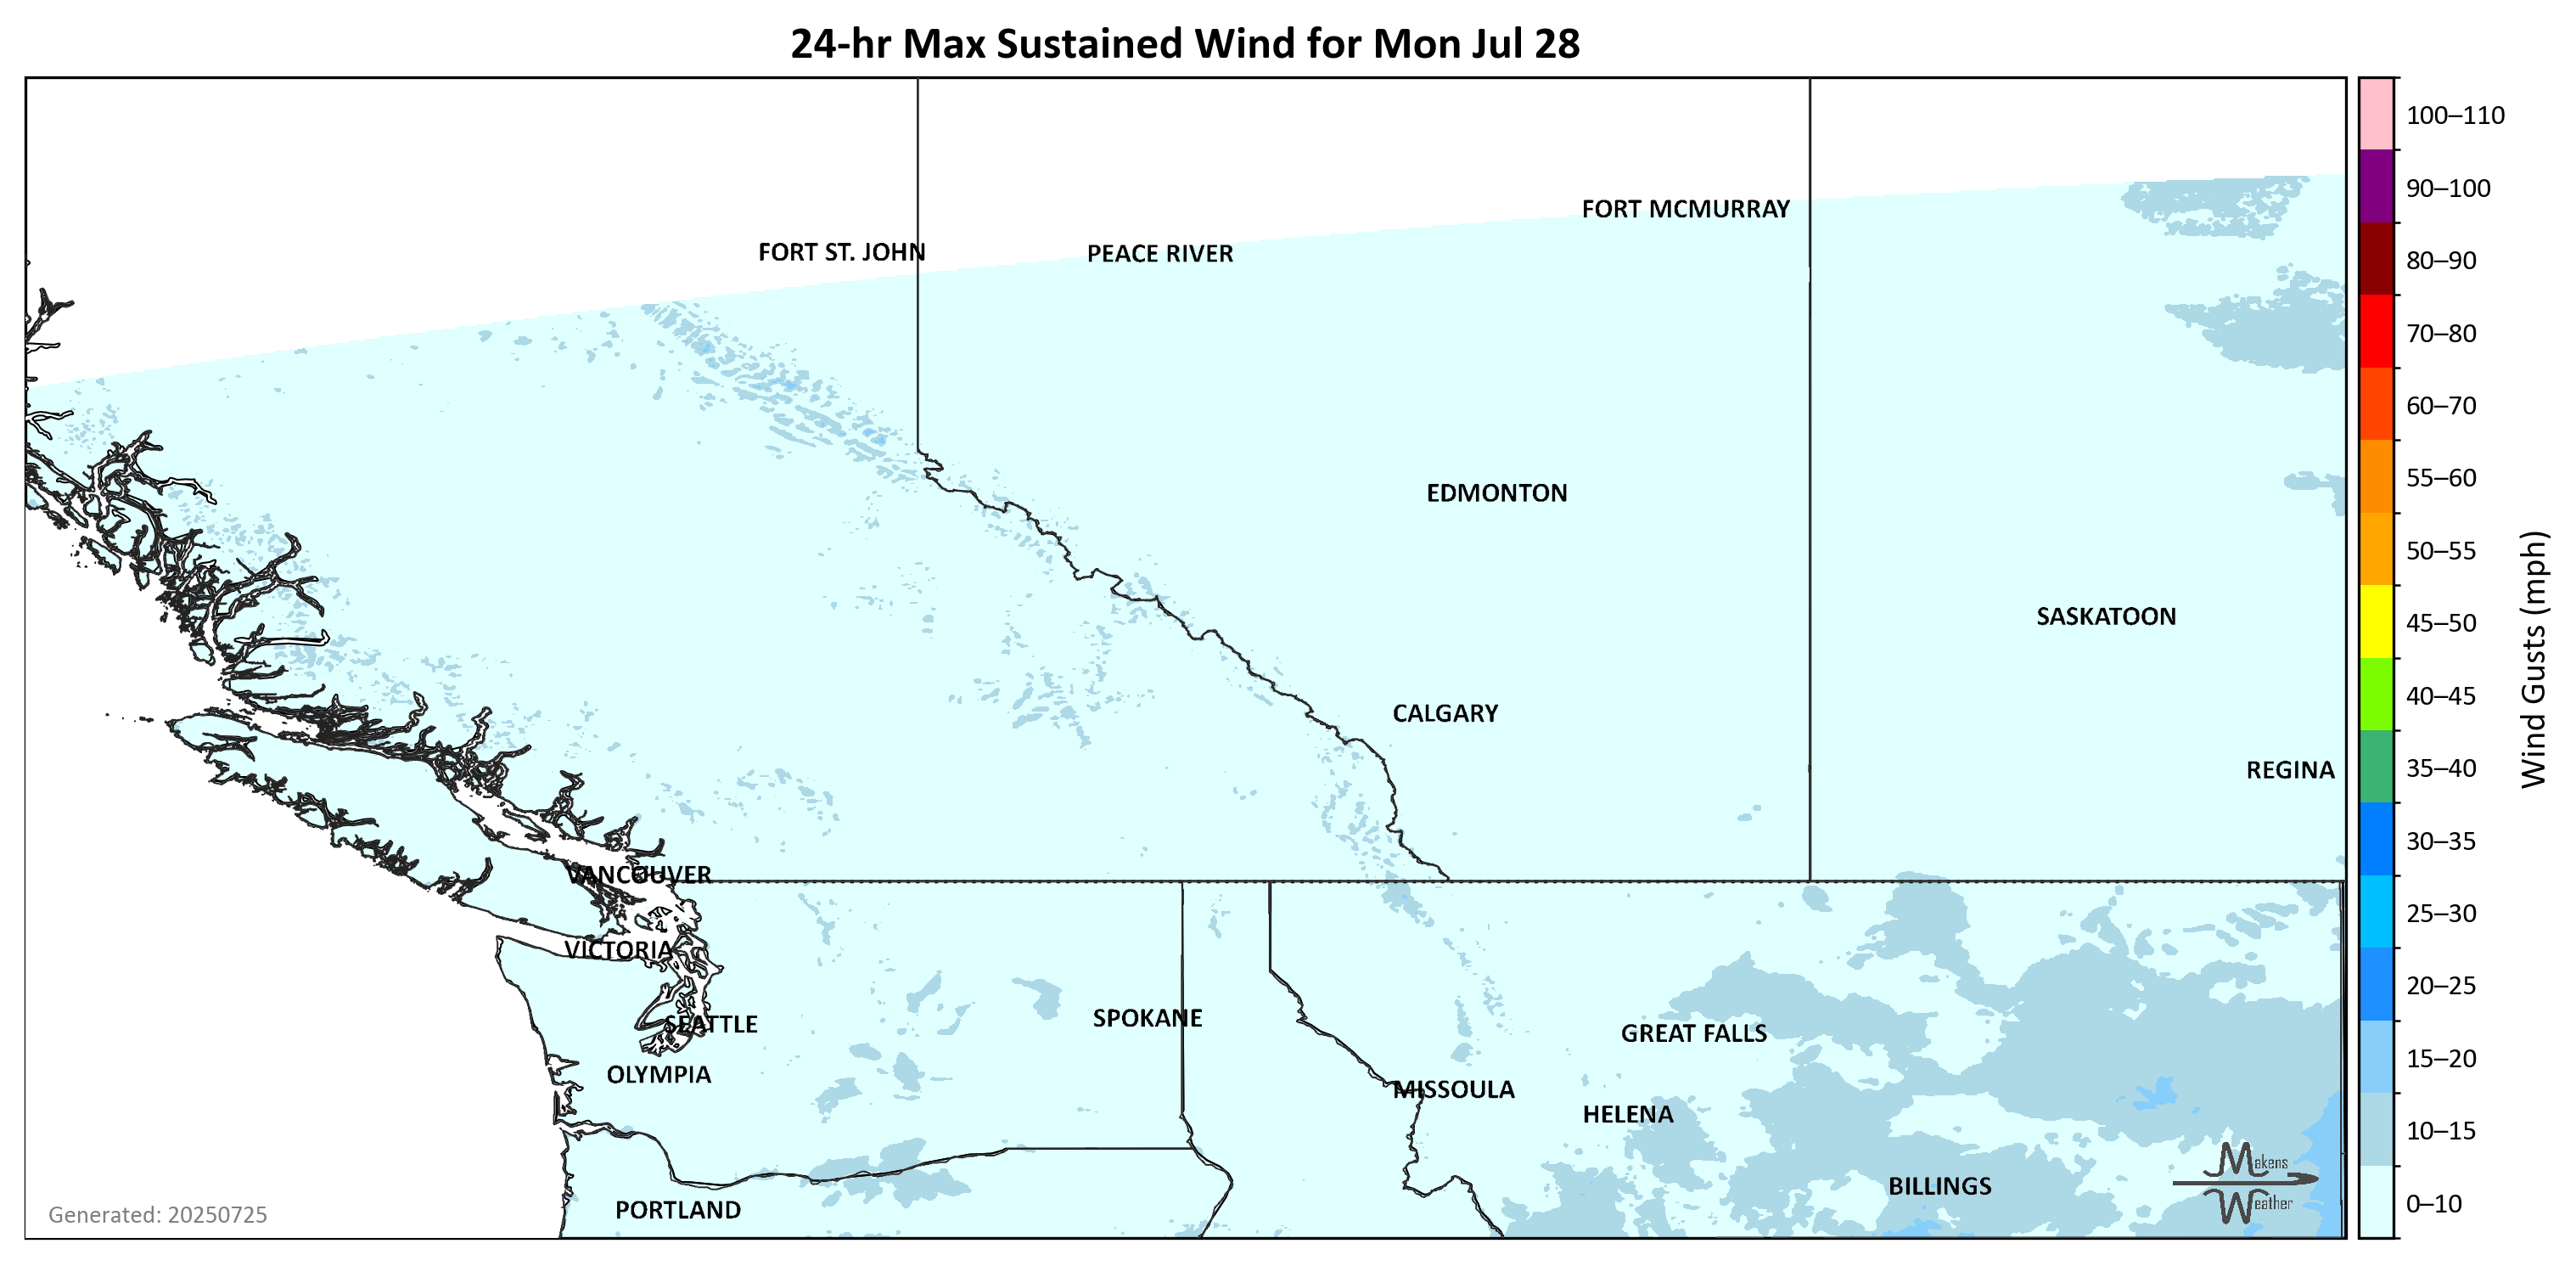 24-hr Max Sustained Wind for Mon Jul 28
100–110
90–100
80–90
70–80
60–70
55–60
50–55
45–50
40–45
35–40
30–35
25–30
20–25
15–20
10–15
0–10
Wind Gusts (mph)
FORT MCMURRAY
FORT ST. JOHN
PEACE RIVER
EDMONTON
SASKATOON
CALGARY
REGINA
VANCOUVER
VICTORIA
SPOKANE
SEATTLE
GREAT FALLS
OLYMPIA
MISSOULA
HELENA
BILLINGS
PORTLAND
Makens
Weather
Generated: 20250725